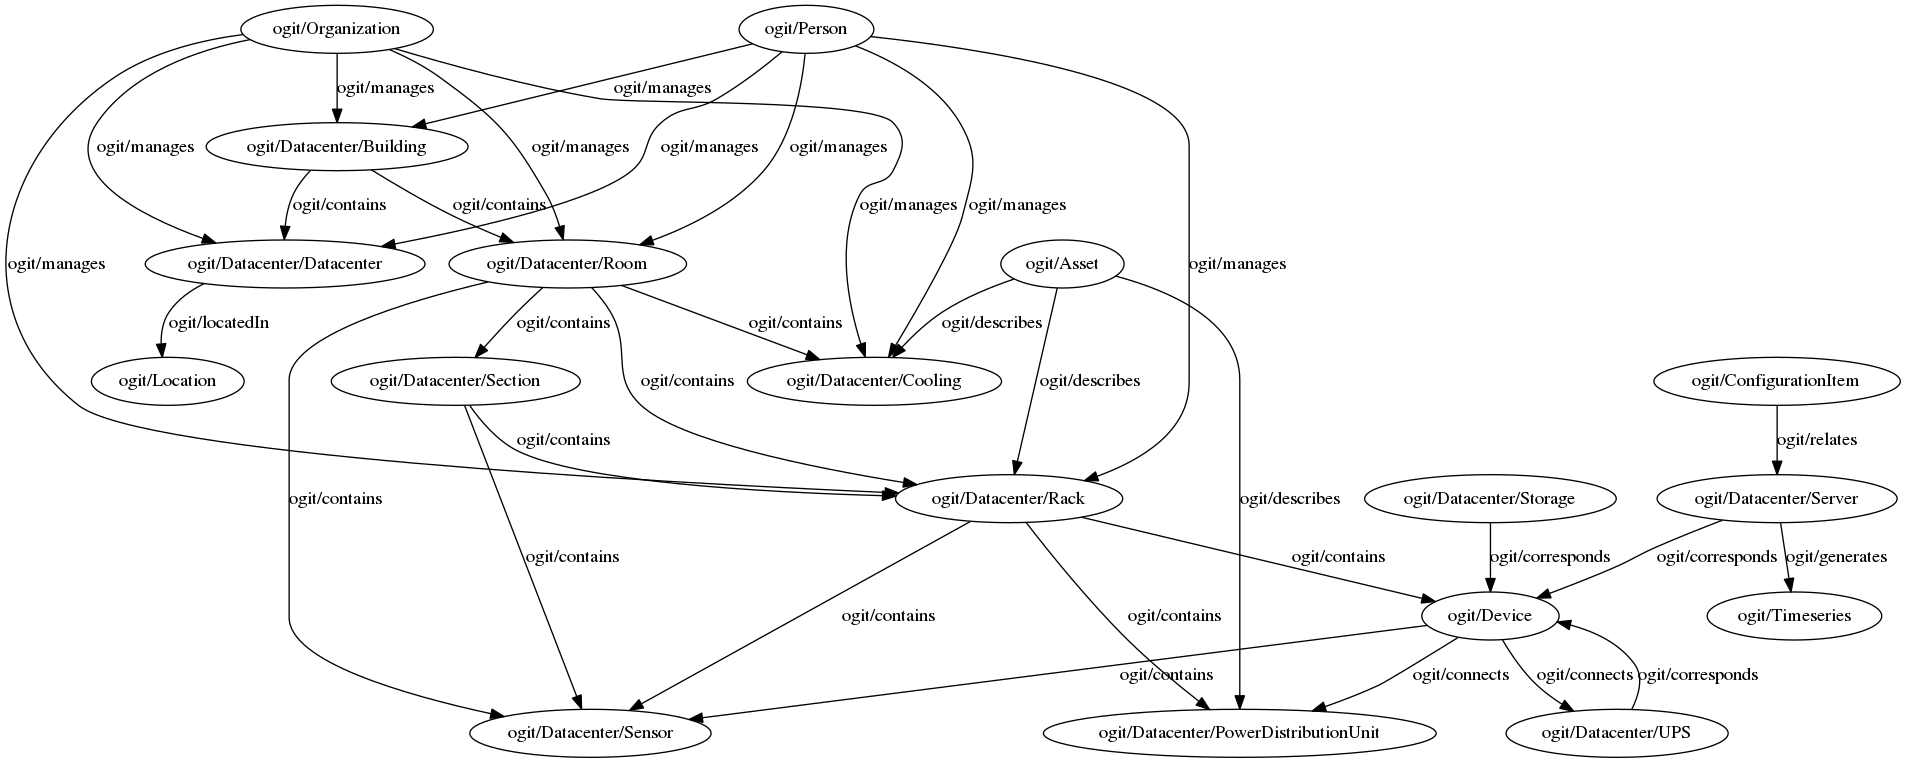 ogit/Organization
ogit/Person
ogit/manages
ogit/manages
ogit/manages
ogit/Datacenter/Building
ogit/manages
ogit/manages
ogit/manages
ogit/contains
ogit/contains
ogit/manages
ogit/manages
ogit/manages
ogit/Datacenter/Datacenter
ogit/Datacenter/Room
ogit/Asset
ogit/manages
ogit/locatedIn
ogit/contains
ogit/contains
ogit/describes
ogit/Location
ogit/Datacenter/Section
ogit/contains
ogit/Datacenter/Cooling
ogit/describes
ogit/ConfigurationItem
ogit/contains
ogit/relates
ogit/contains
ogit/Datacenter/Rack
ogit/describes
ogit/Datacenter/Storage
ogit/Datacenter/Server
ogit/contains
ogit/contains
ogit/corresponds
ogit/corresponds
ogit/generates
ogit/contains
ogit/contains
ogit/Device
ogit/Timeseries
ogit/contains
ogit/connects
ogit/connects
ogit/corresponds
ogit/Datacenter/Sensor
ogit/Datacenter/PowerDistributionUnit
ogit/Datacenter/UPS